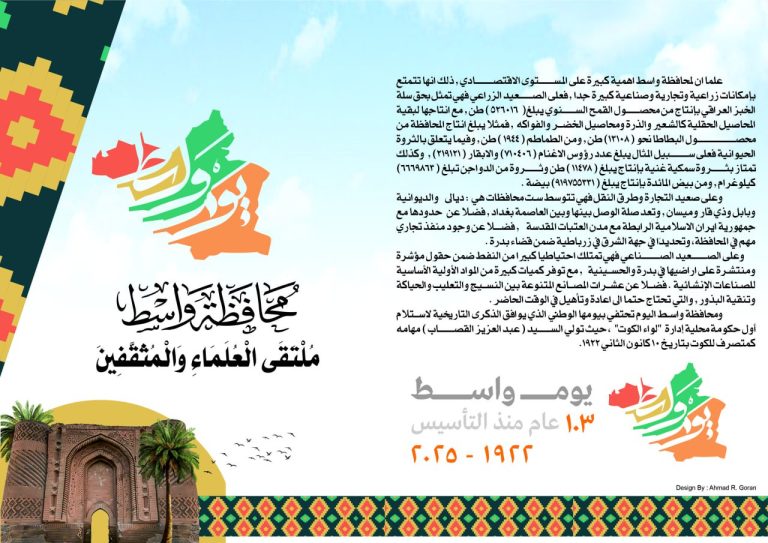 علما ان لمحافظة واسط اهمية كبيرة على المستوى الاقتصادي ، ذلك انها تتمتع
بإمكانات زراعية وتجارية وصناعية كبيرة جدا ، فعلى الصعيد الزراعي فهي تمثل بحق سلة
الخبز العراقي بإنتاج من محصول القمح السنوي يبلغ( ٥٣٦٠١٦ ) طن , مع انتاجها لبقية
المحاصيل الحقلية كالشعير والذرة ومحاصيل الخضر والفواكه , فمثلا يبلغ انتاج المحافظة من
محصول البطاطا نحو ( ١٣١٠٨ ) طن , ومن الطماطم ( ١٩٤٤ ) طن , وفيما يتعلق بالثروة
الحيوانية فعلى سبيل المثال يبلغ عدد رؤوس الاغنام ( ٧١٠٤٠٦ ) والابقار ( ٢١٩١٣١ ) , وكذلك
تمتاز بثروة سمكية غنية بإنتاج يبلغ ( ١١٤٧٨ ) طن وثروة من الدواجن تبلغ ( ٦٦٦٩٨٦٣ )
كيلوغرام , ومن بيض المائدة بإنتاج يبلغ ( ٩١٩٧٥٥٣٣١ ) بيضة .
وعلى صعيد التجارة وطرق النقل فهي تتوسط ست محافظات هي : ديالى والديوانية
وبابل وذي قار وميسان , وتعد صلة الوصل بينها وبين العاصمة بغداد , فضلا عن حدودها مع
جمهورية ايران الاسلامية الرابطة مع مدن العتبات المقدسة , فضلا عن وجود منفذ تجاري
مهم في المحافظة، وتحديدا في جهة الشرق في زرباطية ضمن قضاء بدرة .
وعلى الصعيد الصناعي فهي تمتلك احتياطيا كبيرا من النفط ضمن حقول مؤشرة
ومنتشرة على اراضيها في بدرة والحسينية , مع توفر كميات كبيرة من المواد الأولية الأساسية
للصناعات الإنشائية . فضلا عن عشرات المصانع المتنوعة بين النسيج والتعليب والحياكة
وتنقية البذور , والتي تحتاج حتما الى اعادة وتأهيل في الوقت الحاضر .
ومحافظة واسط اليوم تحتفي بيومها الوطني الذي يوافق الذكرى التاريخية لاستلام
أول حكومة محلية إدارة "لواء الكوت" ، حيث تولى السيد ( عبد العزيز القصاب ) مهامه
كمتصرف للكوت بتاريخ ١٠ كانون الثاني ١٩٢٢.
يوم واسط
يوم واسط
١٠٣ عام منذ التأسيس
١٩٢٢ - ٢٠٢٥
Design By : Ahmad R. Goran
يوم واسط
مُحافظة واسط
مُلْتَقَى الْعُلَمَاءِ وَالْمُثَقَّفِينَ